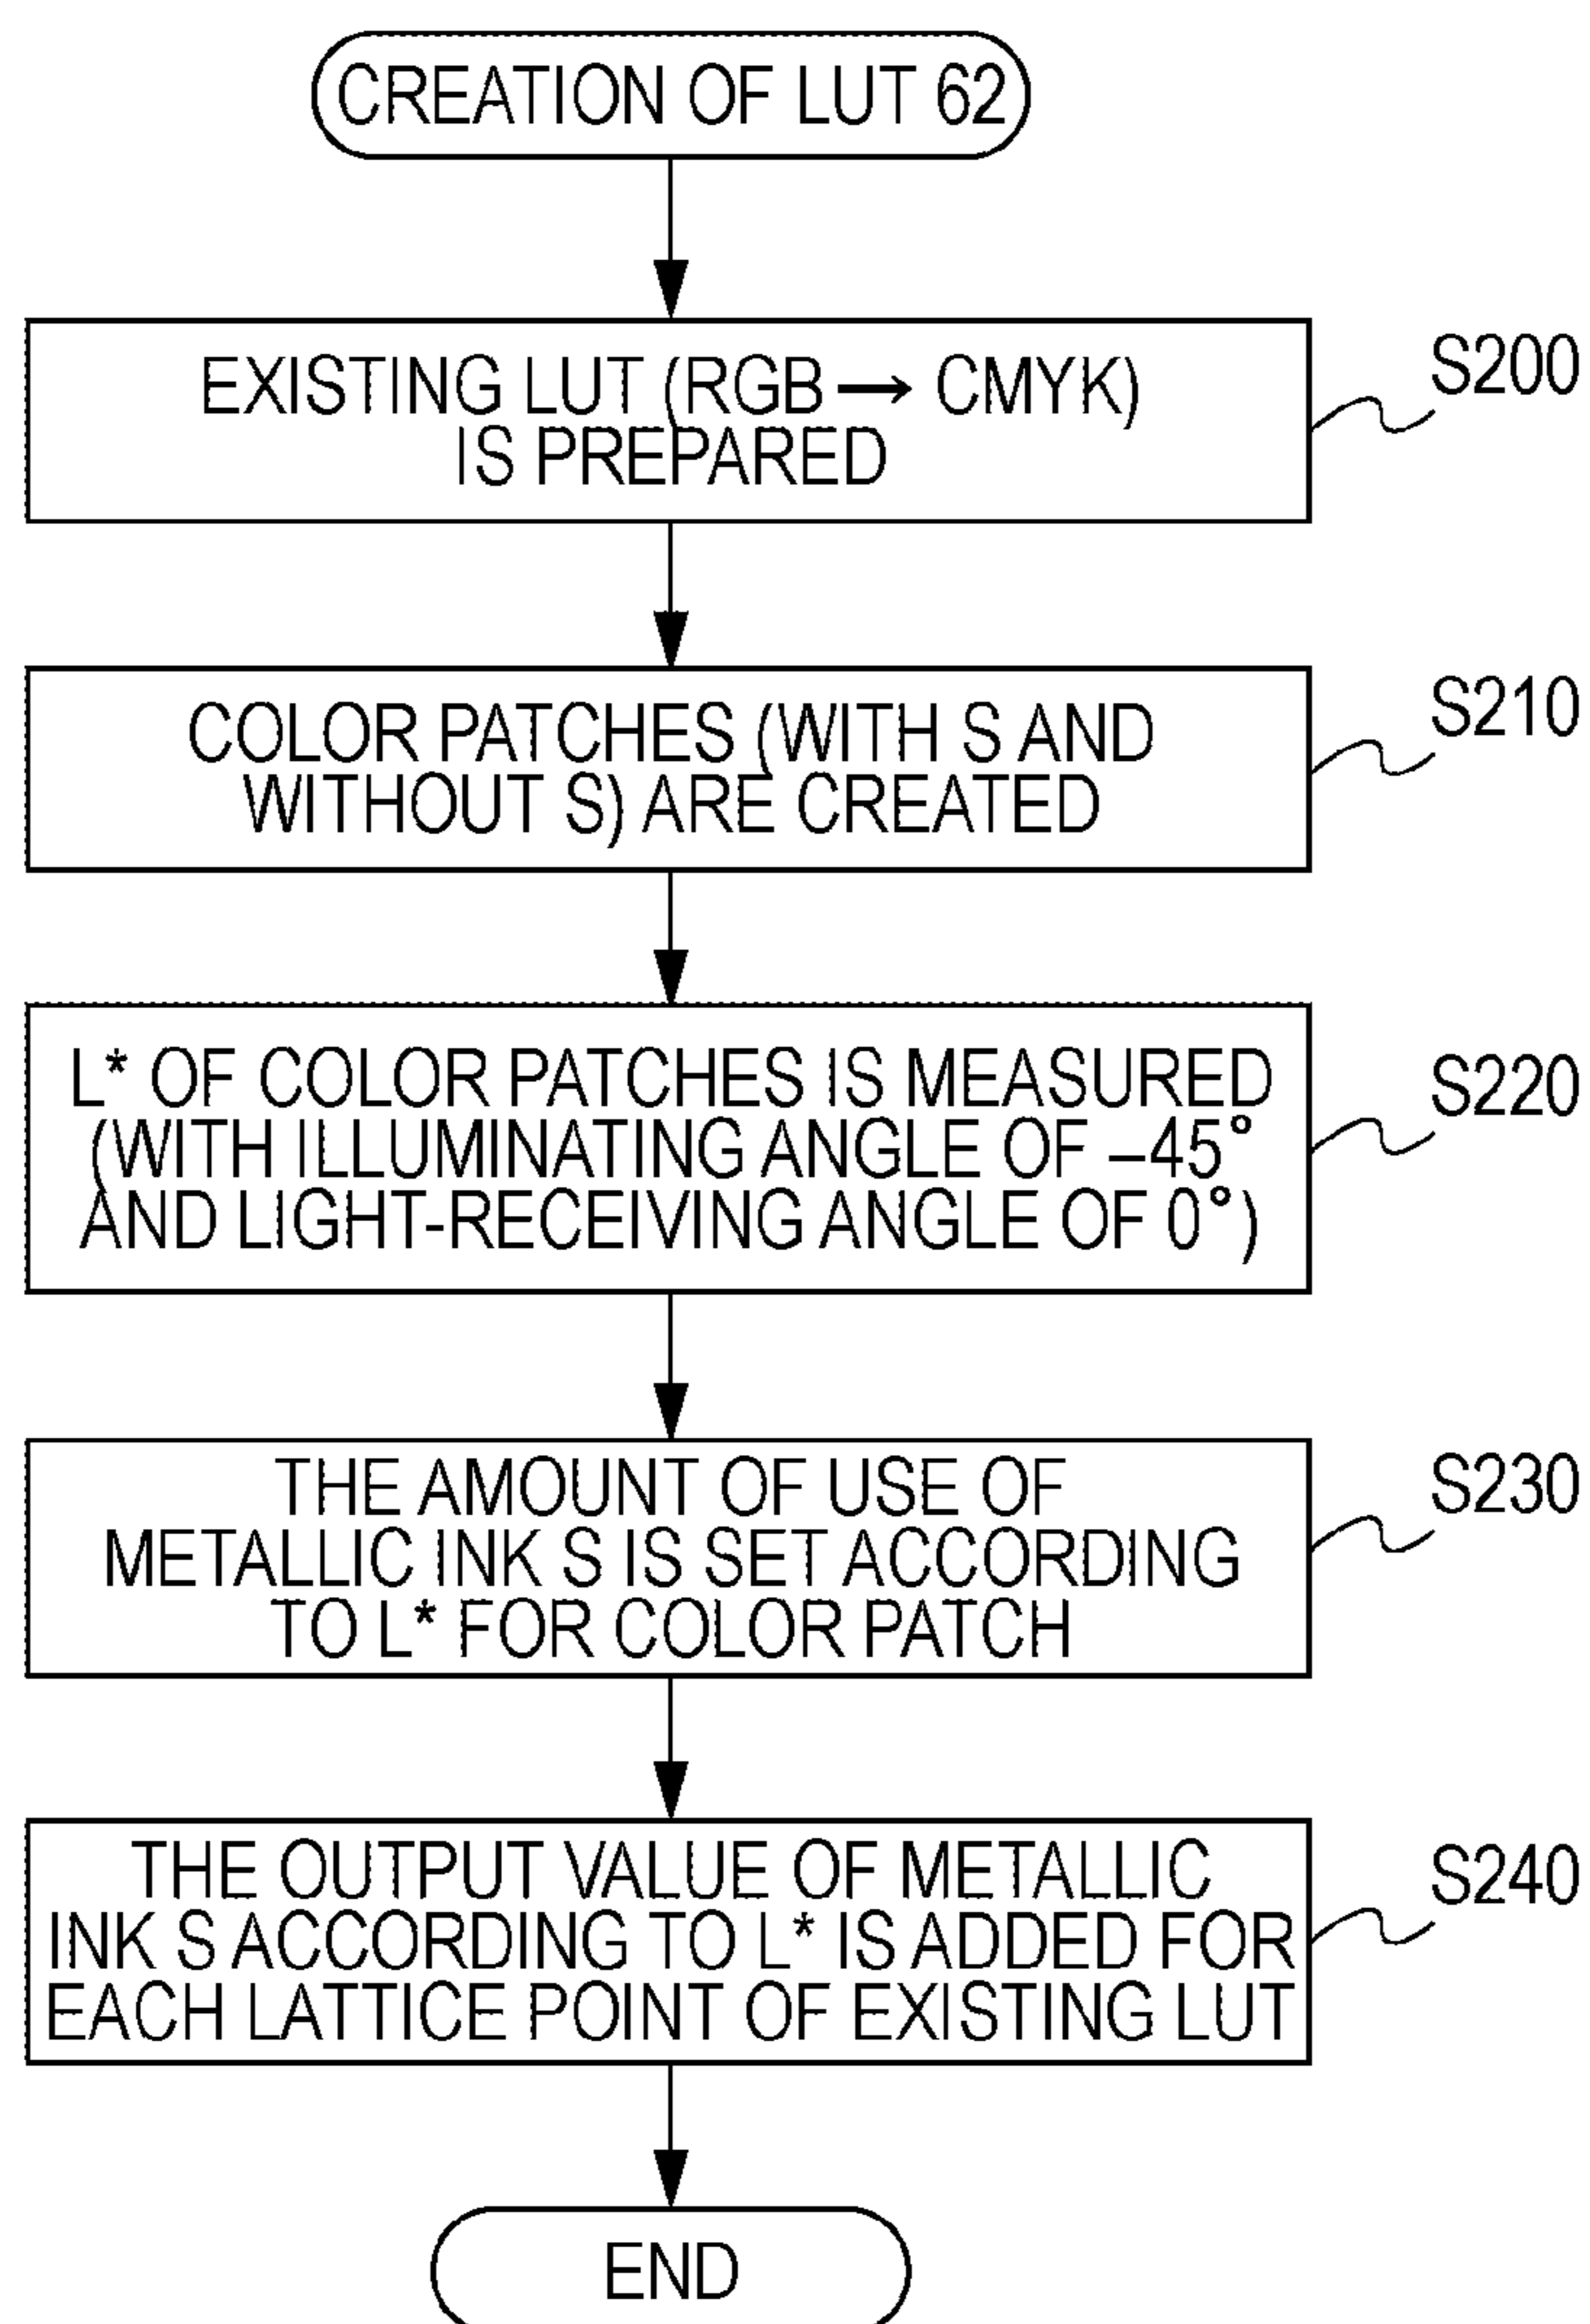 CREATION OF LUT 62
EXISTING LUT (RGB → CMYK)
IS PREPARED
S200
COLOR PATCHES (WITH S AND
WITHOUT S) ARE CREATED
S210
L* OF COLOR PATCHES IS MEASURED
(WITH ILLUMINATING ANGLE OF –45°
AND LIGHT-RECEIVING ANGLE OF 0°)
S220
THE AMOUNT OF USE OF
METALLIC INK S IS SET ACCORDING
TO L* FOR COLOR PATCH
S230
THE OUTPUT VALUE OF METALLIC
INK S ACCORDING TO L* IS ADDED FOR
EACH LATTICE POINT OF EXISTING LUT
S240
END